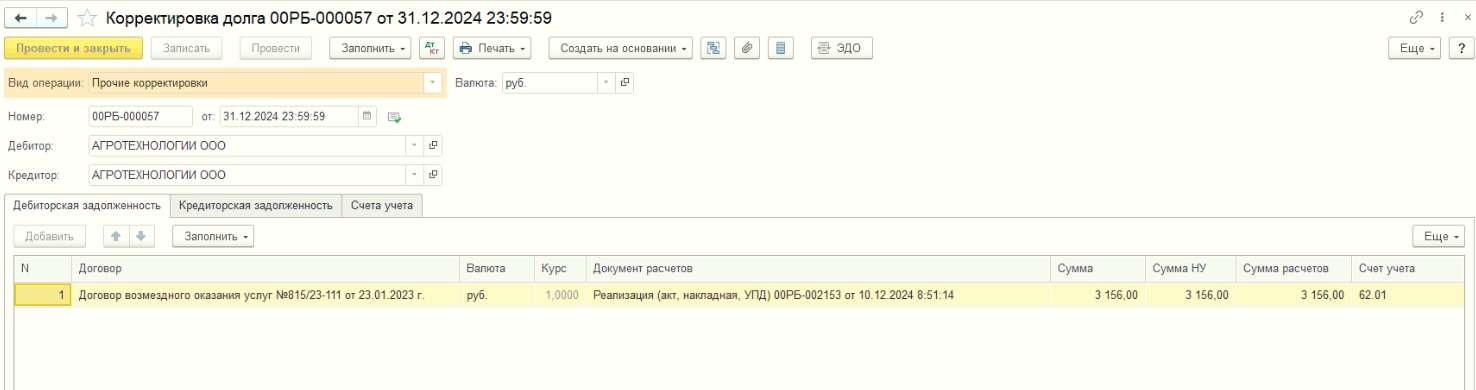 Корректировка долга 00РБ-000057 от 31.12.2024 23:59:59
Провести и закрыть Записать Провести Заполнить Дт Кт Печать Создать на основании ЭДО Еще ?
Вид операции: Прочие корректировки Валюта: руб.
Номер: 00РБ-000057 от: 31.12.2024 23:59:59
Дебитор: АГРОТЕХНОЛОГИИ ООО
Кредитор: АГРОТЕХНОЛОГИИ ООО
Дебиторская задолженность Кредиторская задолженность Счета учета
Добавить Заполнить Еще
N Договор Валюта Курс Документ расчетов Сумма Сумма НУ Сумма расчетов Счет учета
1 Договор возмездного оказания услуг №815/23-111 от 23.01.2023 г. руб. 1,0000 Реализация (акт, накладная, УПД) 00РБ-002153 от 10.12.2024 8:51:14 3 156,00 3 156,00 3 156,00 62.01